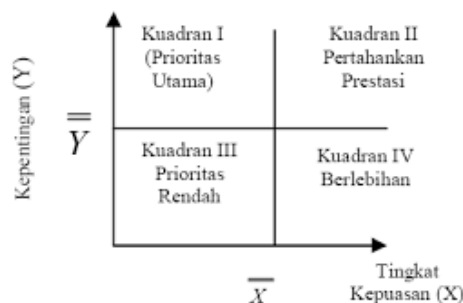 Kuadran I
(Prioritas
Utama)
Kuadran II
Pertahankan
Prestasi
Kepentingan (Y)
Y
Kuadran III
Prioritas
Rendah
Kuadran IV
Berlebihan
X
Tingkat
Kepuasan (X)